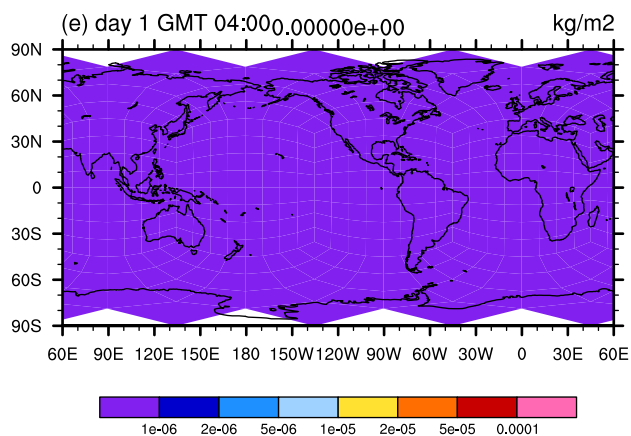 (e) day 1 GMT 04:00 0.00000e+00 kg/m2
90N
60N
30N
0
30S
60S
90S
60E 90E 120E 150E 180 150W 120W 90W 60W 30W 0 30E 60E
1e-06 2e-06 5e-06 1e-05 2e-05 5e-05 0.0001